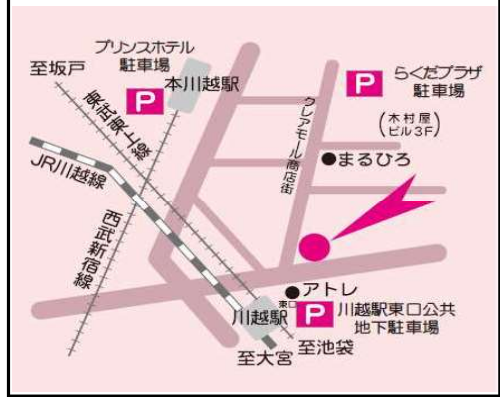 プリンスホテル
駐車場
至坂戸
本川越駅
P
東武東上線
JR川越線
西武新宿線
クレアモール商店街
P
らくだプラザ
駐車場
(木村屋
ビル3F)
●まるひろ
●アトレ
東口
川越駅
P
川越駅東口公共
地下駐車場
至大宮
至池袋